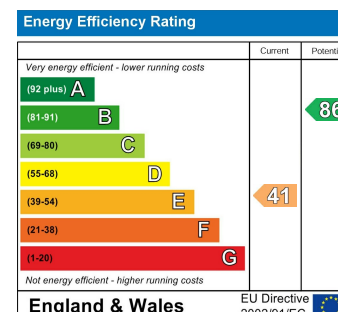 Energy Efficiency Rating
Current
Very energy efficient - lower running costs
(92 plus) A
(81-91) B
86
(69-80) C
(55-68) D
(39-54) E
41
(21-38) F
(1-20) G
Not energy efficient - higher running costs
England & Wales
EU Directive